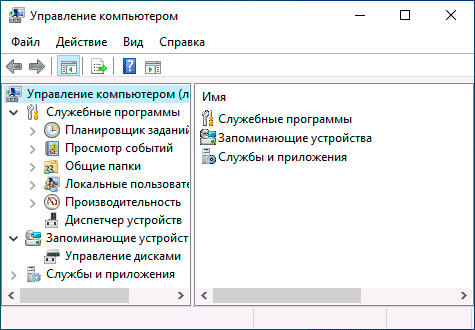 Управление компьютером
Файл Действие Вид Справка
Управление компьютером (л
Служебные программы
Планировщик заданий
Просмотр событий
Общие папки
Локальные пользовате
Производительность
Диспетчер устройств
Запоминающие устройст
Управление дисками
Службы и приложения
Имя
Служебные программы
Запоминающие устройства
Службы и приложения